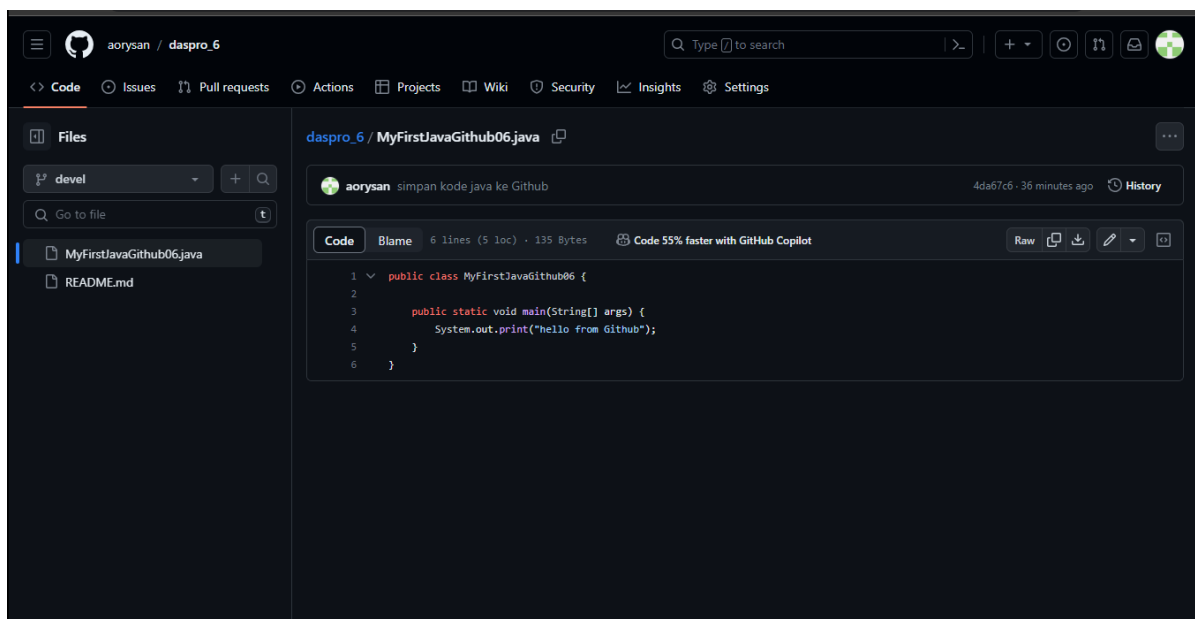 aorysan / daspro_6
Type / to search
Code Issues Pull requests Actions Projects Wiki Security Insights Settings
Files
devel
Go to file t
MyFirstJavaGithub06.java
README.md
daspro_6 / MyFirstJavaGithub06.java
aorysan simpan kode java ke Github
4da67c6 · 36 minutes ago History
Code Blame 6 lines (5 loc) · 135 Bytes Code 55% faster with GitHub Copilot Raw
1 public class MyFirstJavaGithub06 {
2
3 public static void main(String[] args) {
4 System.out.print("hello from Github");
5 }
6 }